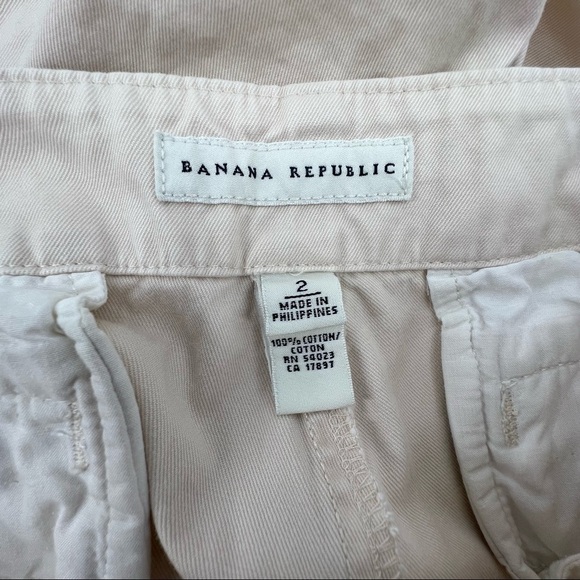 BANANA REPUBLIC
2
MADE IN
PHILIPPINES
100% COTTON/
COTON
RN 54023
CA 17897